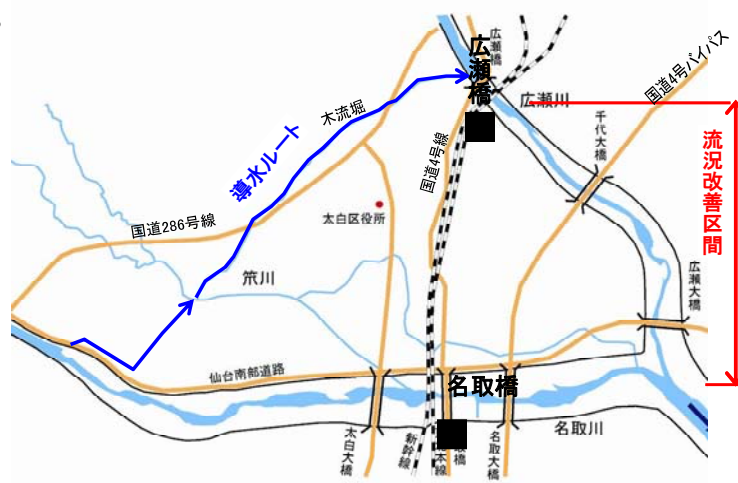 広瀬橋
広瀬橋
国道4号バイパス
広瀬川
木流堀
千代大橋
流況改善区間
導水ルート
国道4号線
太白区役所
国道286号線
笊川
広瀬大橋
仙台南部道路
名取橋
名取川
太白大橋
新幹線
本線
橋
名取大橋